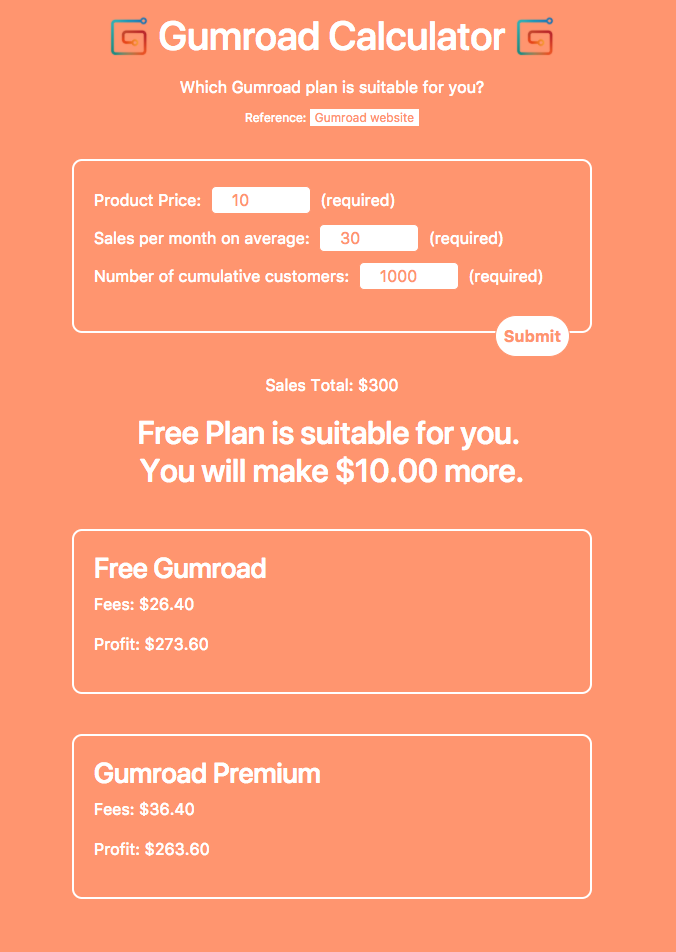 Gumroad Calculator
Which Gumroad plan is suitable for you?
Reference: Gumroad website
Product Price: 10 (required)
Sales per month on average: 30 (required)
Number of cumulative customers: 1000 (required)
Submit
Sales Total: $300
Free Plan is suitable for you.
You will make $10.00 more.
Free Gumroad
Fees: $26.40
Profit: $273.60
Gumroad Premium
Fees: $36.40
Profit: $263.60